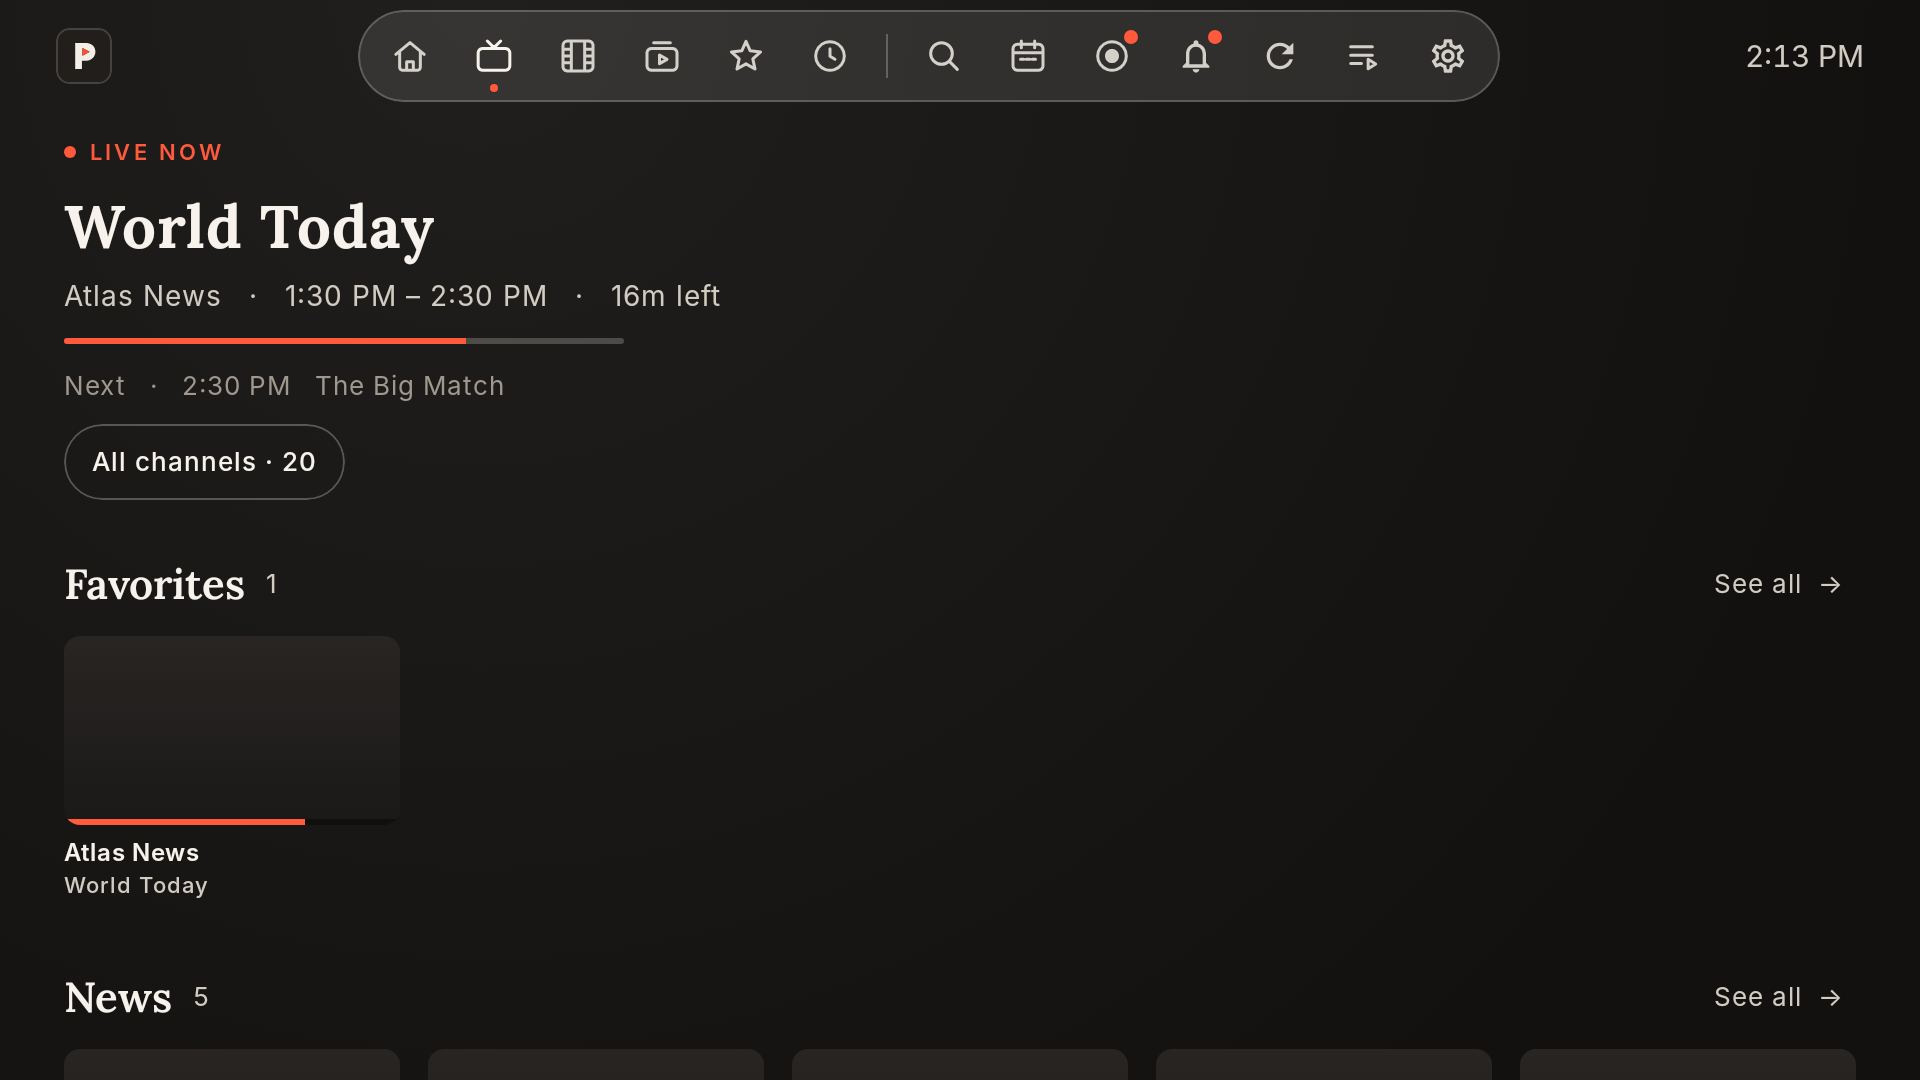 P
2:13 PM
LIVE NOW
World Today
Atlas News · 1:30 PM – 2:30 PM · 16m left
Next · 2:30 PM The Big Match
All channels · 20
Favorites 1
See all →
Atlas News
World Today
News 5
See all →